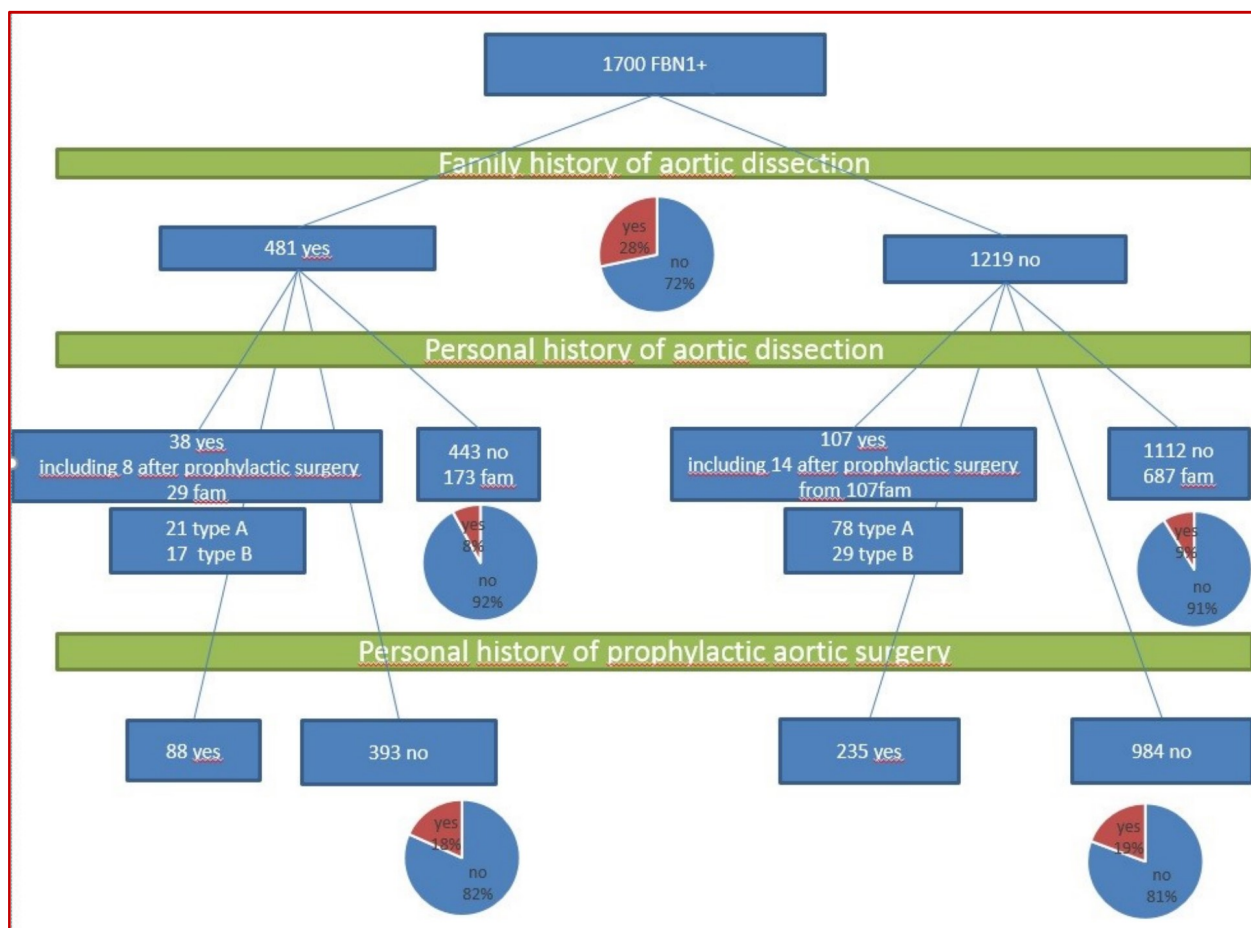 1700 FBN1+
Family history of aortic dissection
481 yes
yes
28%
no
72%
1219 no
Personal history of aortic dissection
38 yes
including 8 after prophylactic surgery
29 fam
443 no
173 fam
107 yes
including 14 after prophylactic surgery
from 107fam
1112 no
687 fam
21 type A
17 type B
yes
8%
no
92%
78 type A
29 type B
yes
9%
no
91%
Personal history of prophylactic aortic surgery
88 yes
393 no
235 yes
984 no
yes
18%
no
82%
yes
19%
no
81%